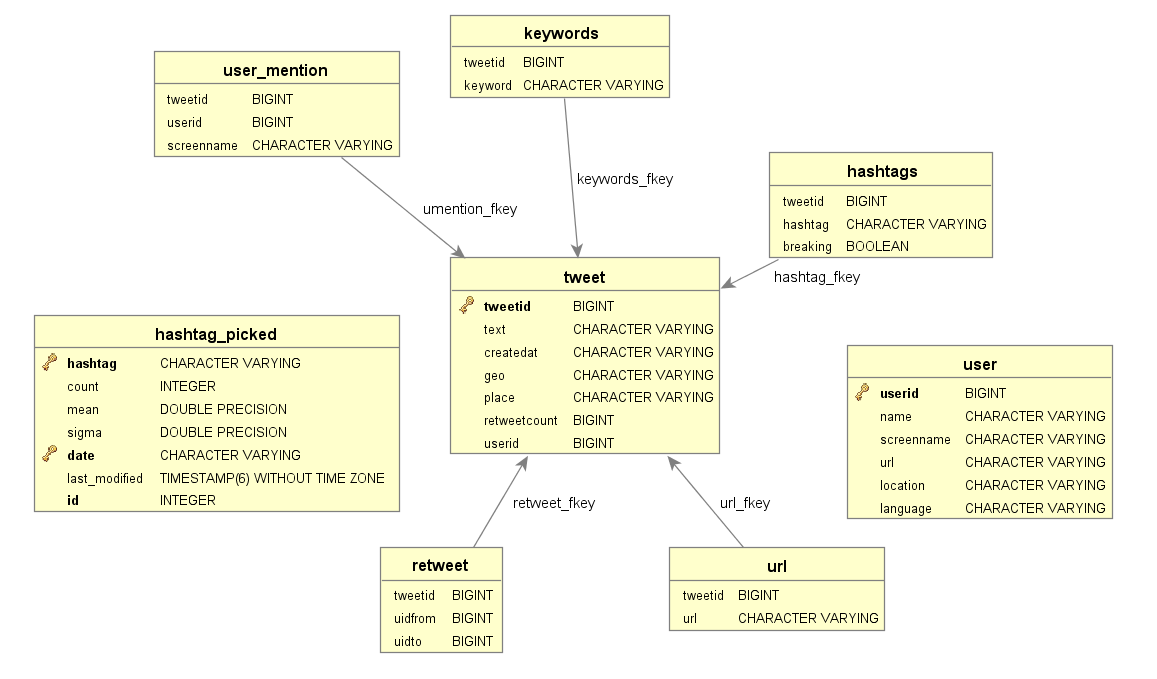 keywords
tweetid BIGINT
keyword CHARACTER VARYING
user_mention
tweetid BIGINT
userid BIGINT
screenname CHARACTER VARYING
keywords_fkey
umention_fkey
hashtags
tweetid BIGINT
hashtag CHARACTER VARYING
breaking BOOLEAN
hashtag_fkey
tweet
tweetid BIGINT
text CHARACTER VARYING
createdat CHARACTER VARYING
geo CHARACTER VARYING
place CHARACTER VARYING
retweetcount BIGINT
userid BIGINT
hashtag_picked
hashtag CHARACTER VARYING
count INTEGER
mean DOUBLE PRECISION
sigma DOUBLE PRECISION
date CHARACTER VARYING
last_modified TIMESTAMP(6) WITHOUT TIME ZONE
id INTEGER
user
userid BIGINT
name CHARACTER VARYING
screenname CHARACTER VARYING
url CHARACTER VARYING
location CHARACTER VARYING
language CHARACTER VARYING
retweet_fkey
url_fkey
retweet
tweetid BIGINT
uidfrom BIGINT
uidto BIGINT
url
tweetid BIGINT
url CHARACTER VARYING